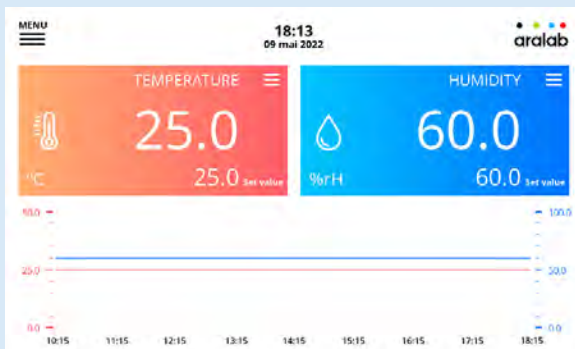 MENU
18:13
09 mai 2022
aralab
TEMPERATURE
25.0
°C
25.0 Set value
HUMIDITY
60.0
%rH
60.0 Set value
50.0
25.0
0.0
100.0
50.0
0.0
10:15 11:15 12:15 13:15 14:15 15:15 16:15 17:15 18:15